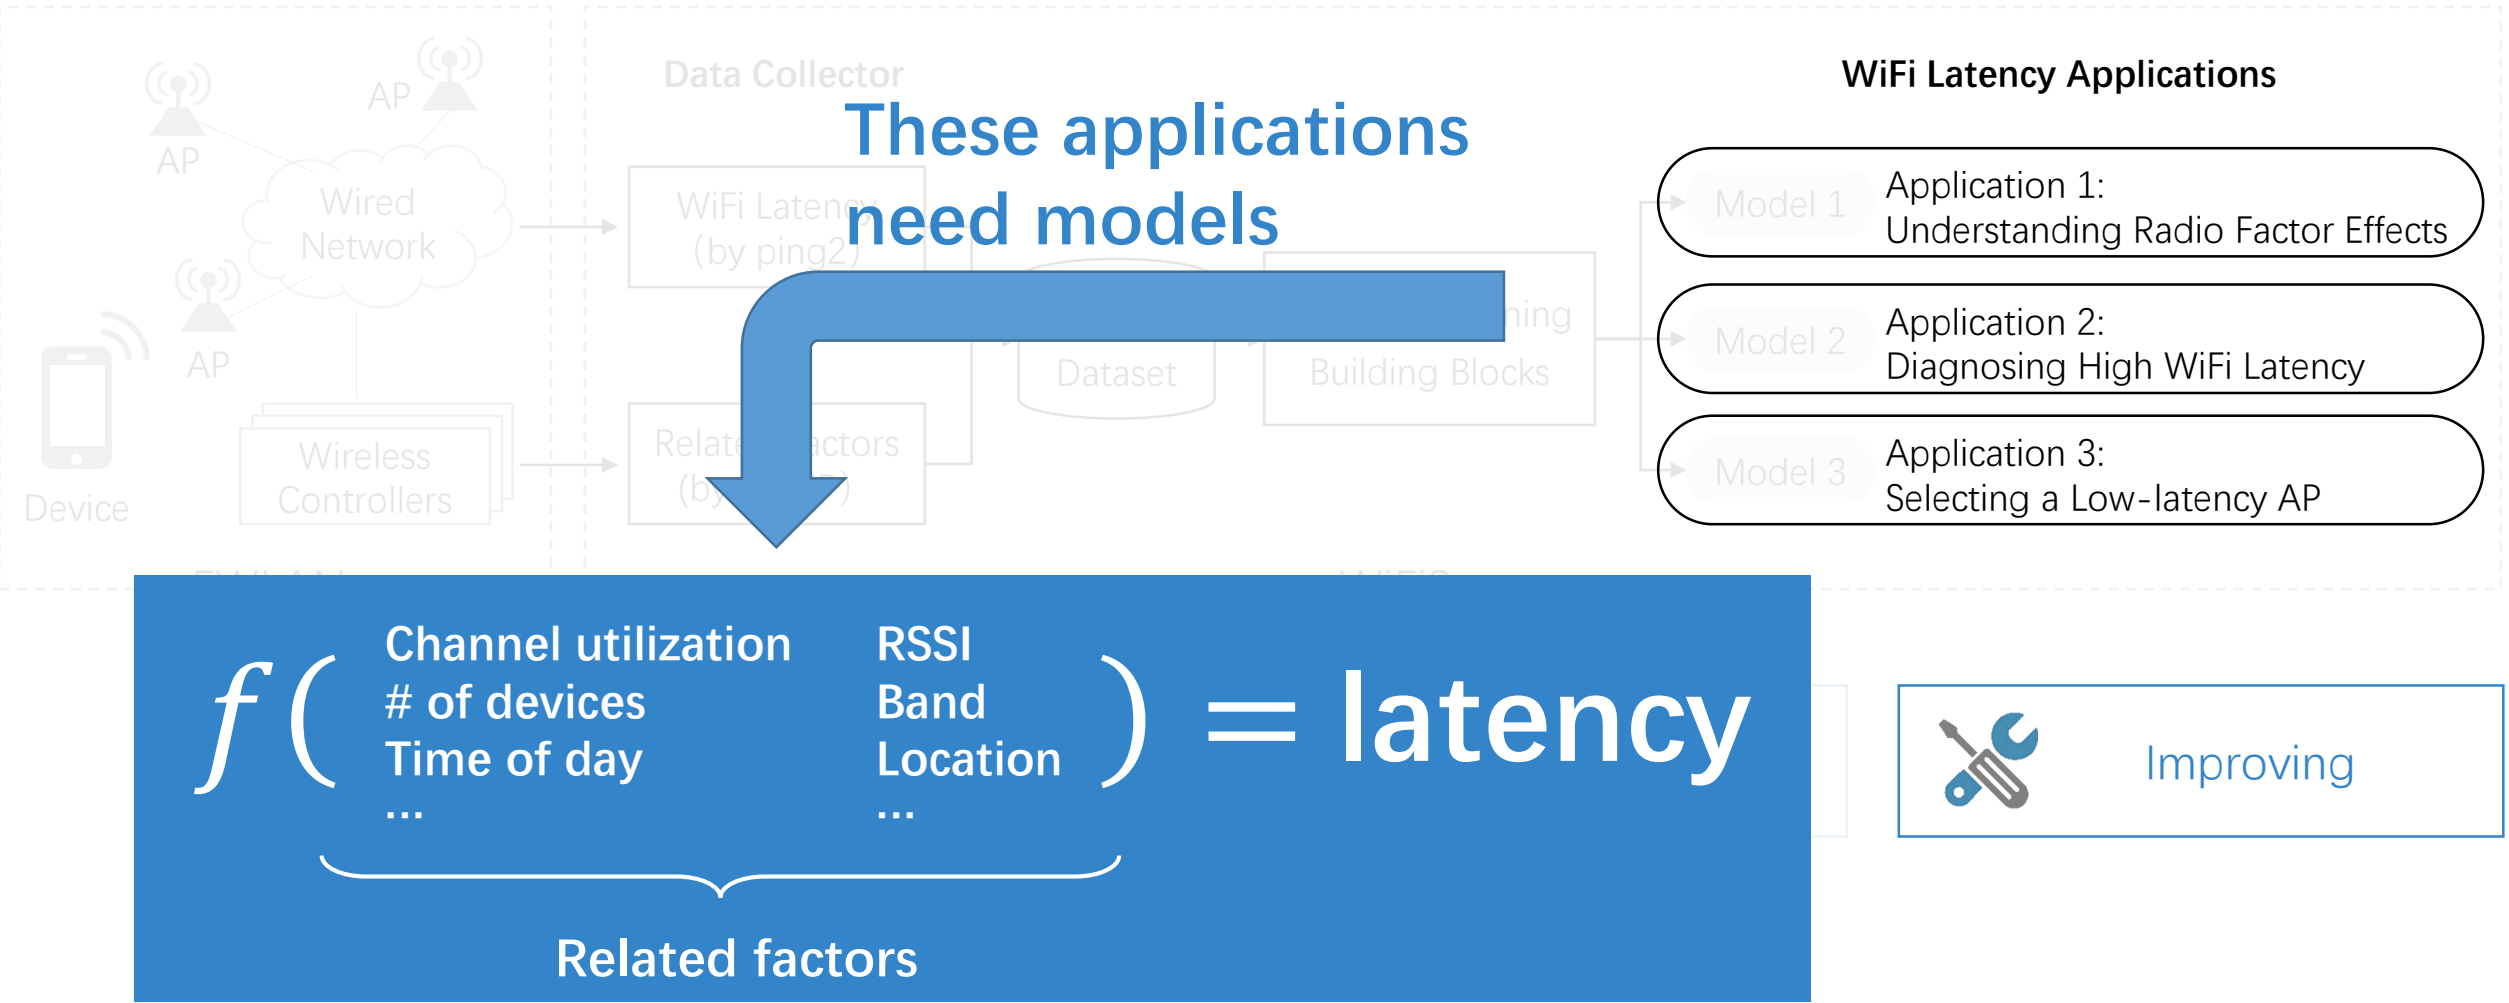 Data Collector
WiFi Latency Applications
These applications
need models
AP
AP
AP
Wired
Network
Device
Wireless
Controllers
WiFi Latency
(by ping2)
Related
(by
Dataset
Building Blocks
Model 1
Application 1:
Understanding Radio Factor Effects
Model 2
Application 2:
Diagnosing High WiFi Latency
Model 3
Application 3:
Selecting a Low-latency AP
f( Channel utilization RSSI
# of devices Band
Time of day Location
... ...
) = latency
Related factors
Improving